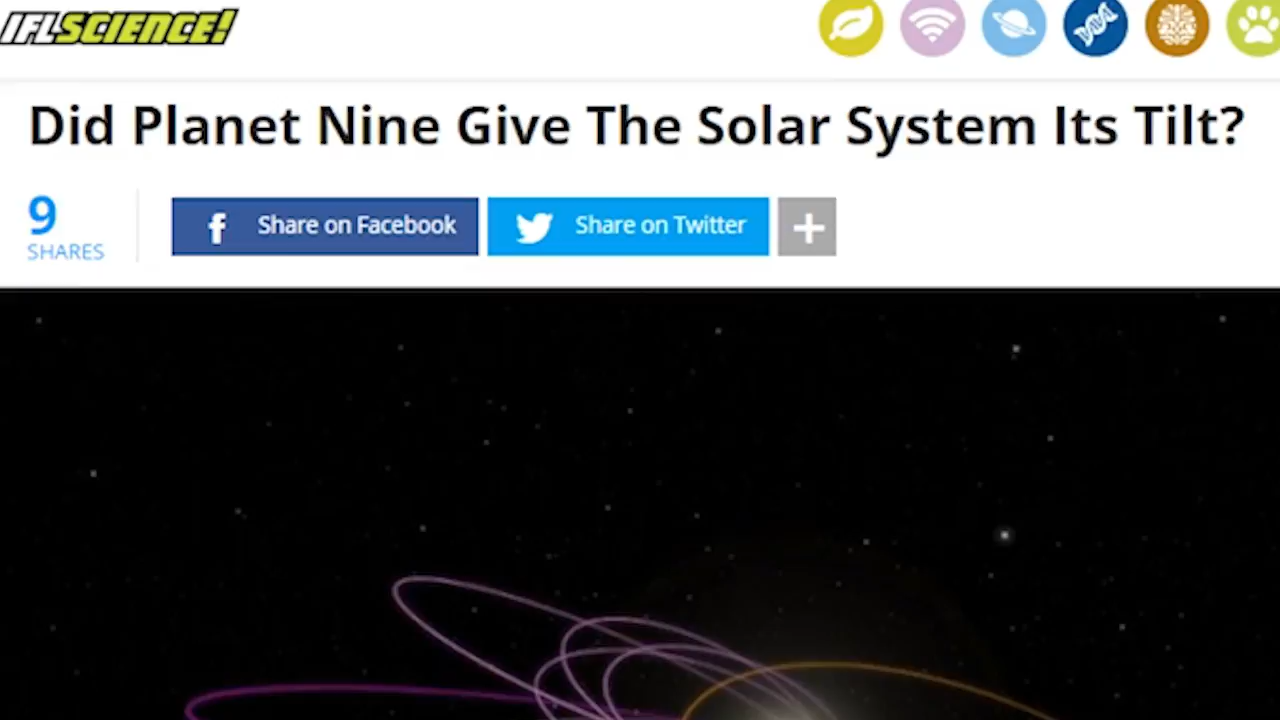 IFLSCIENCE!
Did Planet Nine Give The Solar System Its Tilt?
9
SHARES
Share on Facebook
Share on Twitter